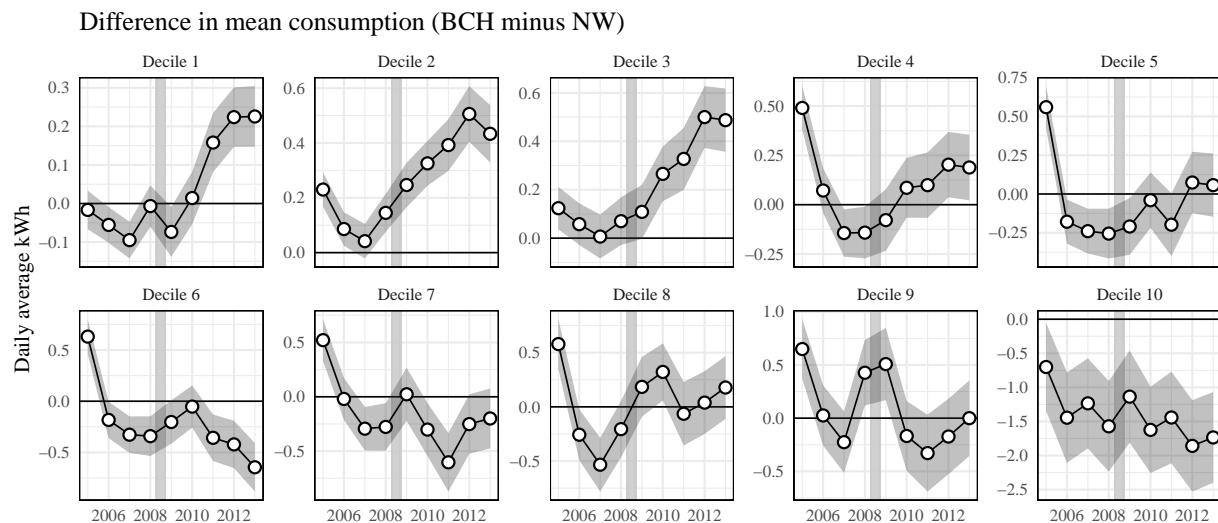 Difference in mean consumption (BCH minus NW)
Daily average kWh
Decile 1
0.3
0.2
0.1
0.0
−0.1
Decile 2
0.6
0.4
0.2
0.0
Decile 3
0.6
0.4
0.2
0.0
Decile 4
0.50
0.25
0.00
−0.25
Decile 5
0.75
0.50
0.25
0.00
−0.25
Decile 6
0.5
0.0
−0.5
2006 2008 2010 2012
Decile 7
0.5
0.0
−0.5
2006 2008 2010 2012
Decile 8
0.5
0.0
−0.5
2006 2008 2010 2012
Decile 9
1.0
0.5
0.0
−0.5
2006 2008 2010 2012
Decile 10
0.0
−0.5
−1.0
−1.5
−2.0
−2.5
2006 2008 2010 2012